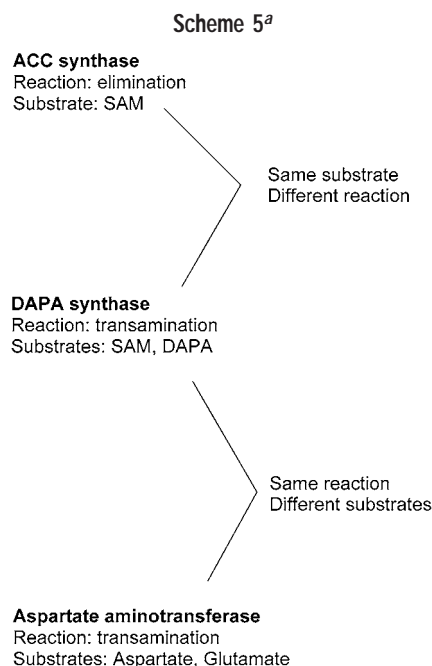 Scheme 5a
ACC synthase
Reaction: elimination
Substrate: SAM
Same substrate
Different reaction
DAPA synthase
Reaction: transamination
Substrates: SAM, DAPA
Same reaction
Different substrates
Aspartate aminotransferase
Reaction: transamination
Substrates: Aspartate, Glutamate